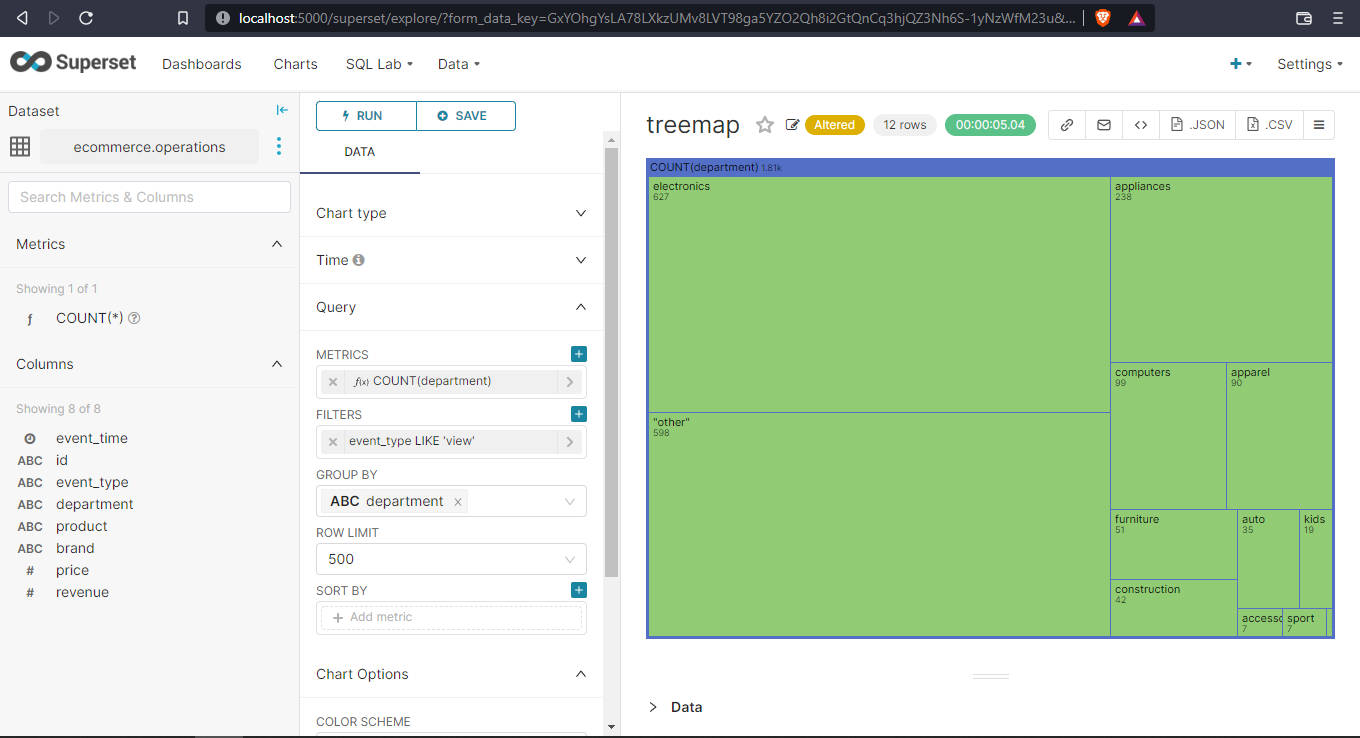 localhost:5000/superset/explore/?form_data_key=GxYOhgYsLA78LXkzUMv8LVT98ga5YZO2Qh8i2GtQnCq3hjQZ3Nh6S-1yNzWfM23u&...
Superset Dashboards Charts SQL Lab Data Settings
Dataset
ecommerce.operations
Search Metrics & Columns
Metrics
Showing 1 of 1
ƒ COUNT(*)
Columns
Showing 8 of 8
event_time
ABC id
ABC event_type
ABC department
ABC product
ABC brand
# price
# revenue
RUN SAVE
DATA
Chart type
Time
Query
METRICS
ƒ(x) COUNT(department)
FILTERS
event_type LIKE 'view'
GROUP BY
ABC department
ROW LIMIT
500
SORT BY
Add metric
Chart Options
COLOR SCHEME
treemap Altered 12 rows 00:00:05.04 .JSON .CSV
COUNT(department) 1.81k
electronics
627
"other"
598
appliances
238
computers
99
apparel
90
furniture
51
construction
42
auto
35
kids
19
accessc
7
sport
7
Data